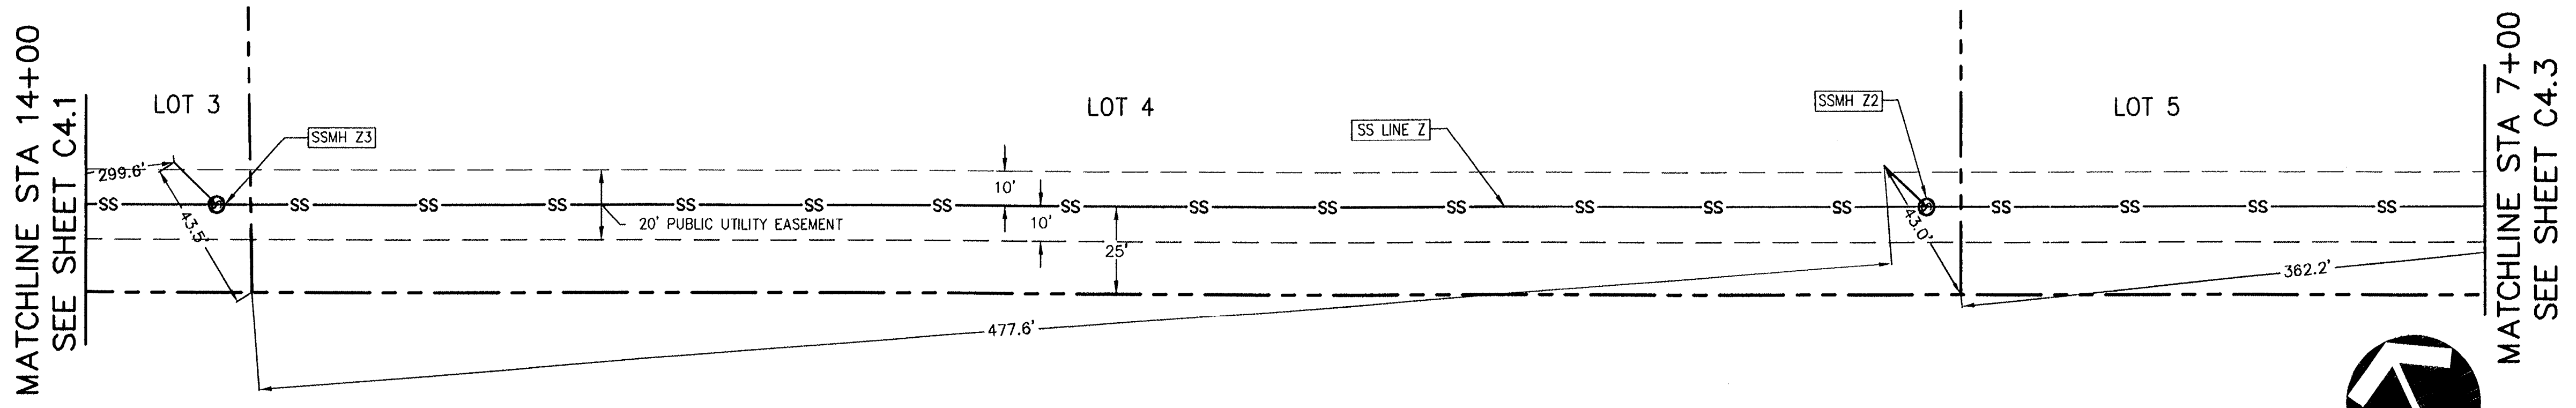 MATCHLINE STA 14+00
SEE SHEET C4.1
LOT 3
LOT 4
LOT 5
SSMH Z3
SS LINE Z
SSMH Z2
299.6'
43.5'
SS SS SS SS SS SS SS SS SS SS SS SS SS SS SS SS SS SS
S
S
20' PUBLIC UTILITY EASEMENT
10'
10'
25'
43.0'
477.6'
362.2'
MATCHLINE STA 7+00
SEE SHEET C4.3